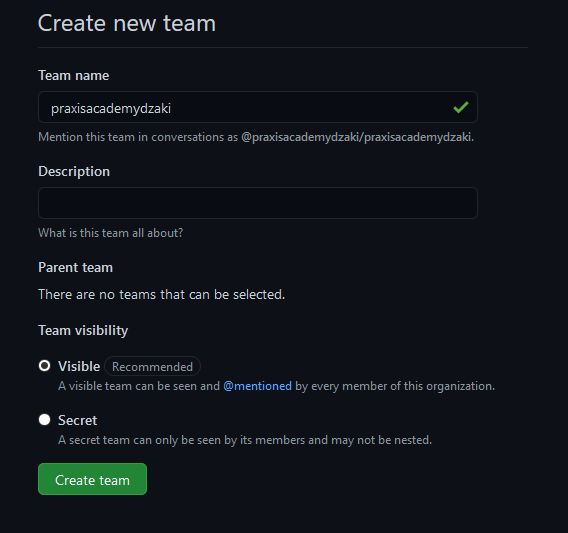 Create new team
Team name
praxisacademydzaki
Mention this team in conversations as @praxisacademydzaki/praxisacademydzaki.
Description
What is this team all about?
Parent team
There are no teams that can be selected.
Team visibility
Visible Recommended
A visible team can be seen and @mentioned by every member of this organization.
Secret
A secret team can only be seen by its members and may not be nested.
Create team